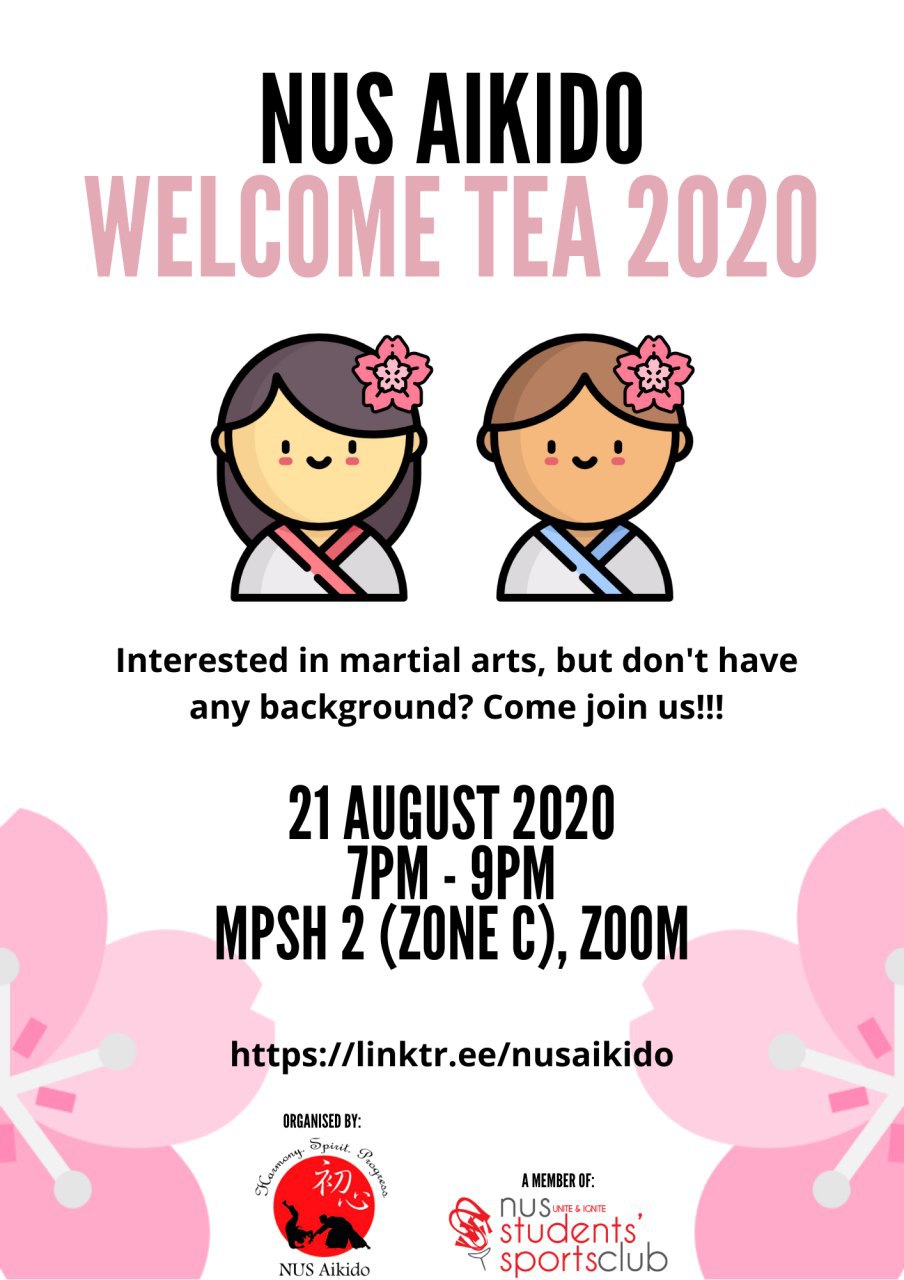 NUS AIKIDO
WELCOME TEA 2020
Interested in martial arts, but don't have
any background? Come join us!!!
21 AUGUST 2020
7PM - 9PM
MPSH 2 (ZONE C), ZOOM
https://linktr.ee/nusaikido
ORGANISED BY:
Harmony. Spirit. Progress
初心
NUS Aikido
A MEMBER OF:
nus UNITE & IGNITE
students'
sportsclub